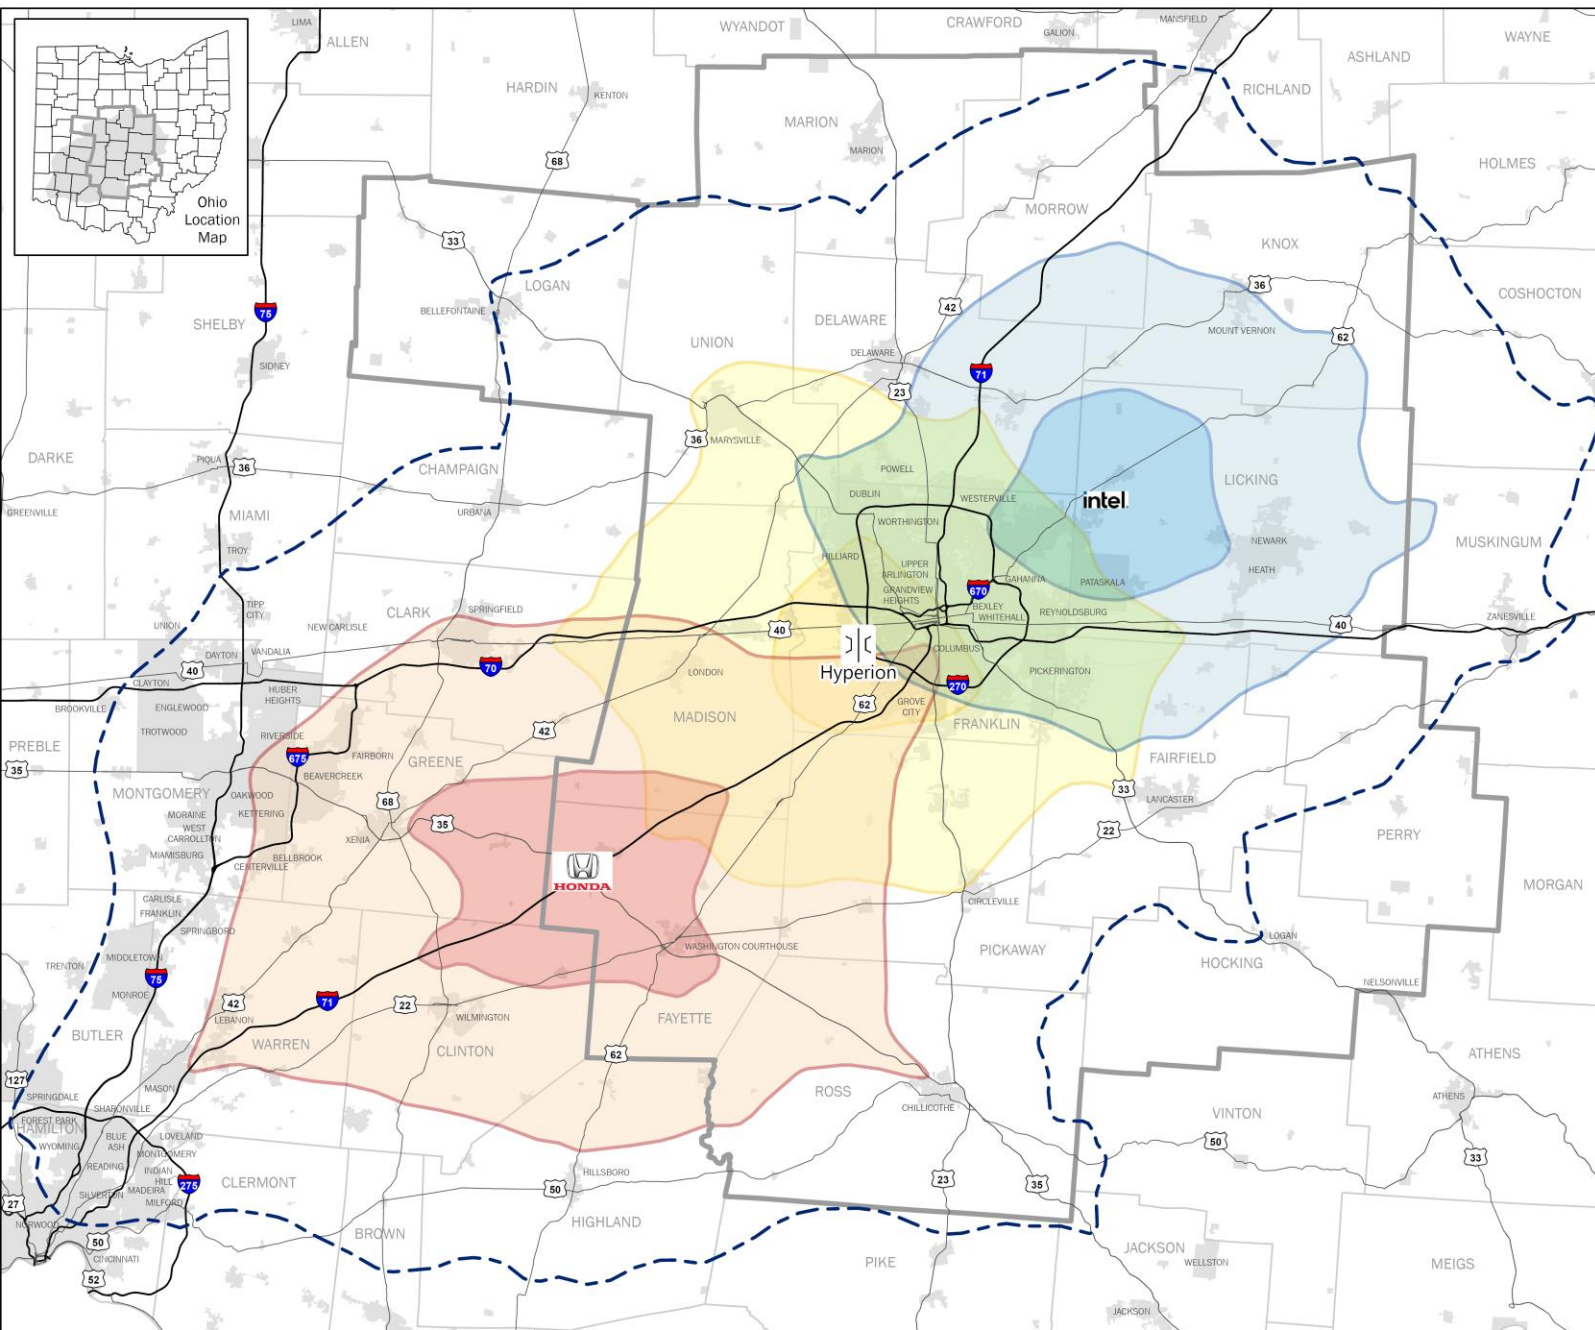 LIMA
ALLEN
WYANDOT
CRAWFORD
GALION
MANSFIELD
WAYNE
ASHLAND
HARDIN
KENTON
RICHLAND
MARION
MARION
68
HOLMES
Ohio
Location
Map
MORROW
33
KNOX
LOGAN
36
COSHOCTON
BELLEFONTAINE
42
75
SHELBY
DELAWARE
MOUNT VERNON
62
UNION
DELAWARE
SIDNEY
71
23
36
MARYSVILLE
DARKE
PIQUA
36
CHAMPAIGN
POWELL
LICKING
DUBLIN
WESTERVILLE
intel
GREENVILLE
URBANA
MIAMI
WORTHINGTON
TROY
NEWARK
MUSKINGUM
HILLIARD
UPPER
ARLINGTON
HEATH
GAHANNA
PATASKALA
670
GRANDVIEW
HEIGHTS
TIPP
CITY
CLARK
SPRINGFIELD
BEXLEY
WHITEHALL
REYNOLDSBURG
ZANESVILLE
UNION
NEW CARLISLE
40
40
DAYTON
VANDALIA
COLUMBUS
40
70
LONDON
Hyperion
PICKERINGTON
CLAYTON
270
HUBER
HEIGHTS
BROOKVILLE
ENGLEWOOD
62
GROVE
CITY
MADISON
FRANKLIN
TROTWOOD
RIVERSIDE
42
PREBLE
675
FAIRBORN
GREENE
FAIRFIELD
35
BEAVERCREEK
MONTGOMERY
OAKWOOD
68
33
LANCASTER
MORAINE
KETTERING
35
22
WEST
CARROLLTON
XENIA
PERRY
MIAMISBURG
BELLBROOK
CENTERVILLE
HONDA
MORGAN
CARLISLE
FRANKLIN
CIRCLEVILLE
SPRINGBORO
WASHINGTON COURTHOUSE
LOGAN
PICKAWAY
MIDDLETOWN
TRENTON
HOCKING
75
NELSONVILLE
MONROE
42
71
22
LEBANON
WILMINGTON
FAYETTE
BUTLER
WARREN
CLINTON
62
ATHENS
127
MASON
ROSS
SPRINGDALE
ATHENS
SHARONVILLE
CHILLICOTHE
VINTON
FOREST PARK
HAMILTON
BLUE
ASH
LOVELAND
50
WYOMING
MONTGOMERY
33
READING
INDIAN
HILL
HILLSBORO
275
CLERMONT
23
35
SILVERTON
MADEIRA
50
27
MILFORD
NORWOOD
HIGHLAND
BROWN
50
JACKSON
CINCINNATI
PIKE
WELLSTON
MEIGS
52
JACKSON